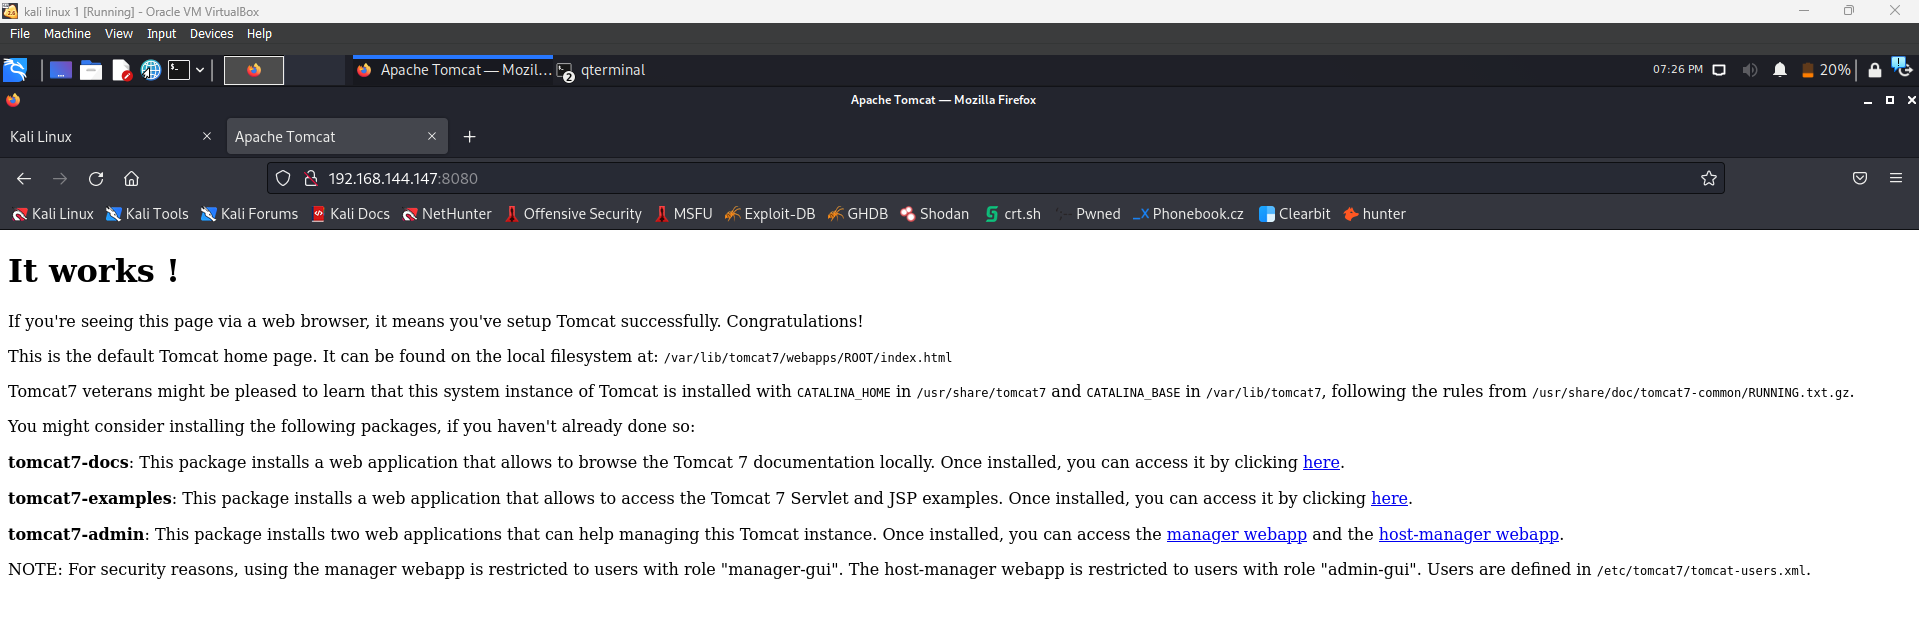 kali linux 1 [Running] - Oracle VM VirtualBox
File Machine View Input Devices Help
Apache Tomcat — Mozil... 2 qterminal 07:26 PM 20%
Apache Tomcat — Mozilla Firefox
Kali Linux Apache Tomcat
192.168.144.147:8080
Kali Linux Kali Tools Kali Forums Kali Docs NetHunter Offensive Security MSFU Exploit-DB GHDB Shodan crt.sh Pwned Phonebook.cz Clearbit hunter
It works !
If you're seeing this page via a web browser, it means you've setup Tomcat successfully. Congratulations!
This is the default Tomcat home page. It can be found on the local filesystem at: /var/lib/tomcat7/webapps/ROOT/index.html
Tomcat7 veterans might be pleased to learn that this system instance of Tomcat is installed with CATALINA_HOME in /usr/share/tomcat7 and CATALINA_BASE in /var/lib/tomcat7, following the rules from /usr/share/doc/tomcat7-common/RUNNING.txt.gz.
You might consider installing the following packages, if you haven't already done so:
tomcat7-docs: This package installs a web application that allows to browse the Tomcat 7 documentation locally. Once installed, you can access it by clicking here.
tomcat7-examples: This package installs a web application that allows to access the Tomcat 7 Servlet and JSP examples. Once installed, you can access it by clicking here.
tomcat7-admin: This package installs two web applications that can help managing this Tomcat instance. Once installed, you can access the manager webapp and the host-manager webapp.
NOTE: For security reasons, using the manager webapp is restricted to users with role "manager-gui". The host-manager webapp is restricted to users with role "admin-gui". Users are defined in /etc/tomcat7/tomcat-users.xml.